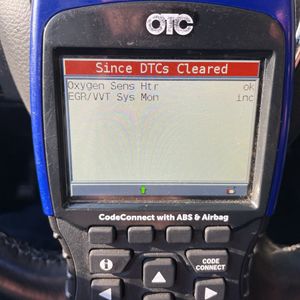 OTC
Since DTCs Cleared
Oxygen Sens Htr ok
EGR/VVT Sys Mon inc
CodeConnect with ABS & Airbag
CODE
CONNECT